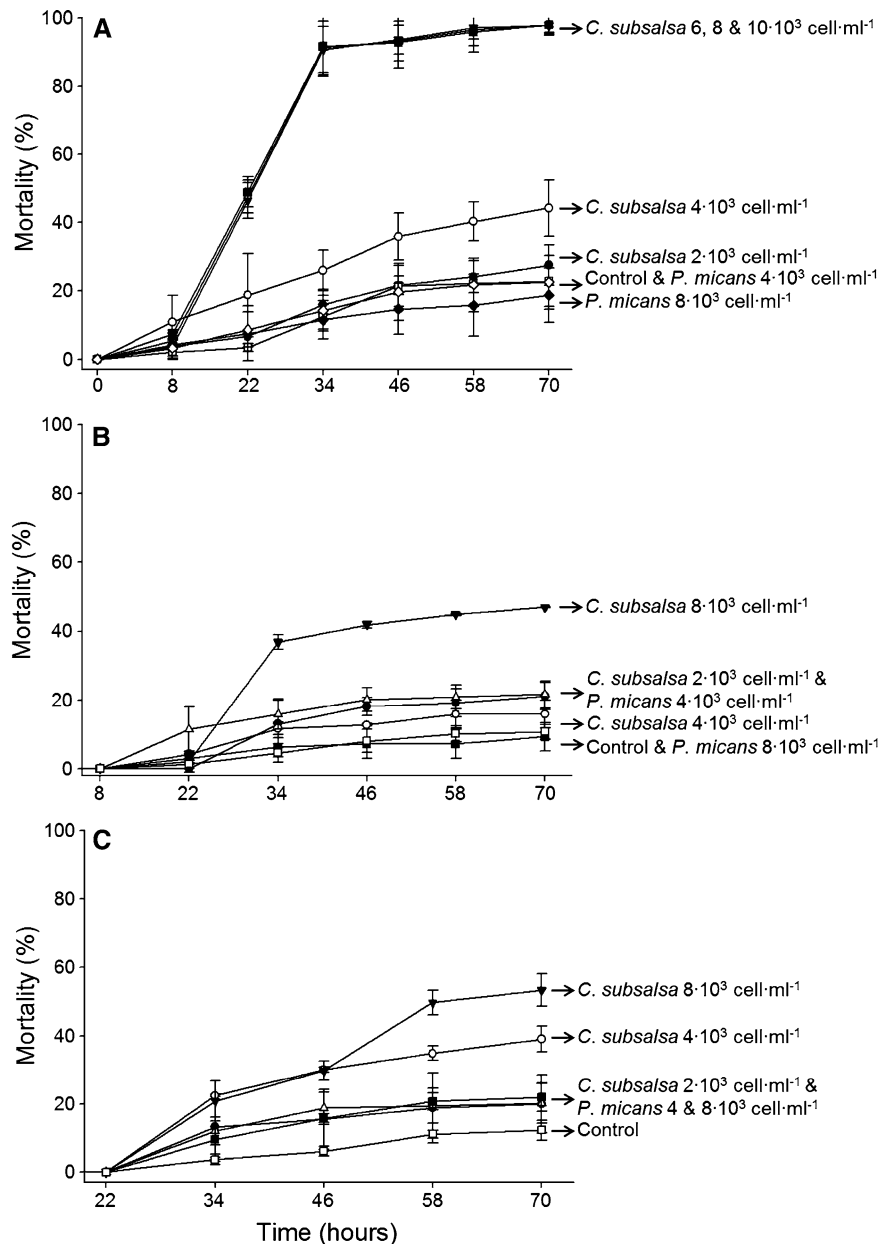 A
Mortality (%)
100
80
60
40
20
0
0 8 22 34 46 58 70
C. subsalsa 6, 8 & 10·10³ cell·ml⁻¹
C. subsalsa 4·10³ cell·ml⁻¹
C. subsalsa 2·10³ cell·ml⁻¹
Control & P. micans 4·10³ cell·ml⁻¹
P. micans 8·10³ cell·ml⁻¹
B
Mortality (%)
100
80
60
40
20
0
8 22 34 46 58 70
C. subsalsa 8·10³ cell·ml⁻¹
C. subsalsa 2·10³ cell·ml⁻¹ &
P. micans 4·10³ cell·ml⁻¹
C. subsalsa 4·10³ cell·ml⁻¹
Control & P. micans 8·10³ cell·ml⁻¹
C
Mortality (%)
100
80
60
40
20
0
22 34 46 58 70
Time (hours)
C. subsalsa 8·10³ cell·ml⁻¹
C. subsalsa 4·10³ cell·ml⁻¹
C. subsalsa 2·10³ cell·ml⁻¹ &
P. micans 4 & 8·10³ cell·ml⁻¹
Control